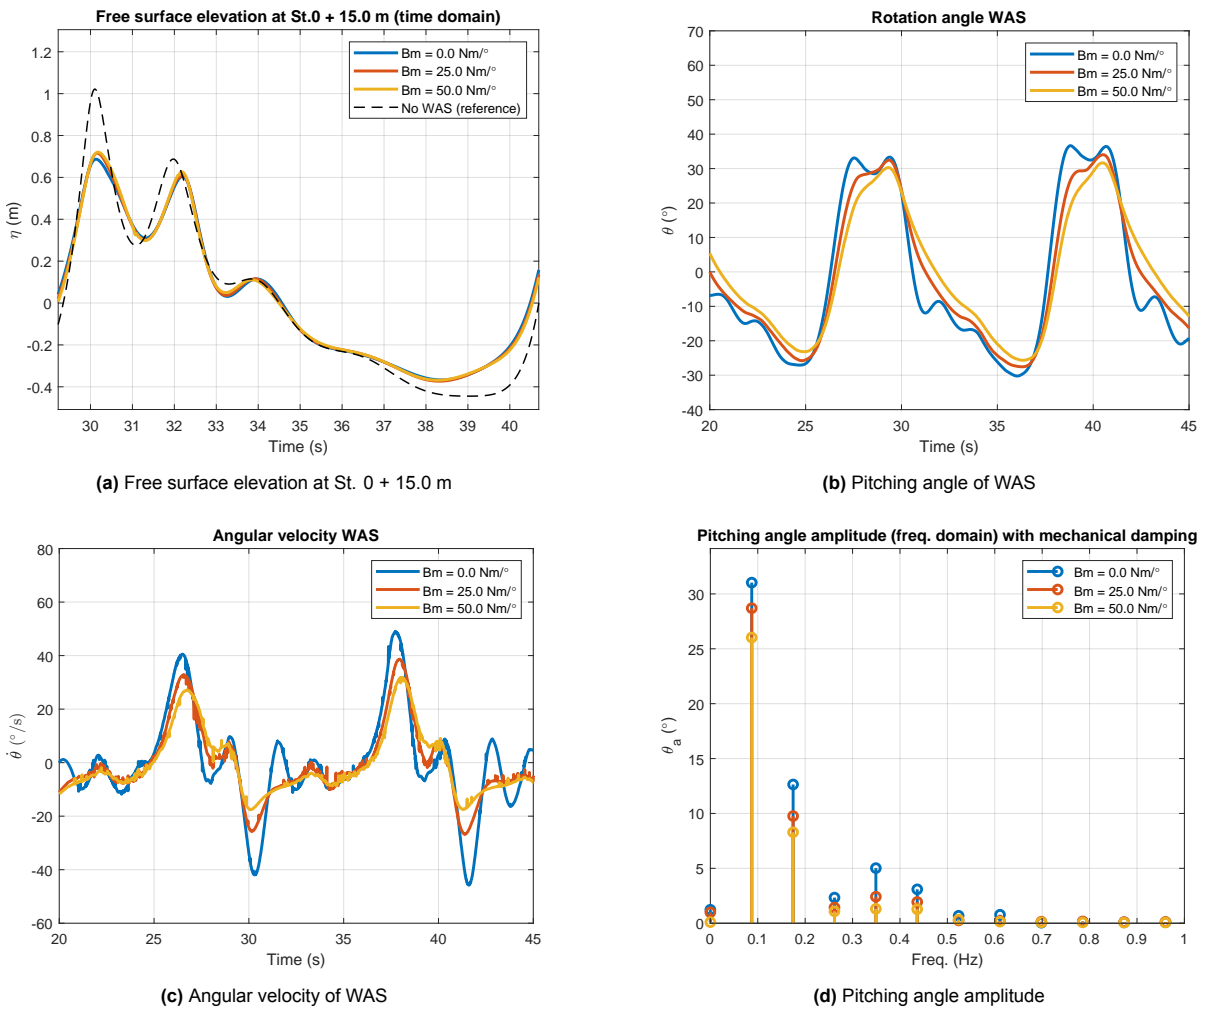 Free surface elevation at St.0 + 15.0 m (time domain)
1.2
1
0.8
0.6
0.4
0.2
0
-0.2
-0.4
η (m)
Bm = 0.0 Nm/°
Bm = 25.0 Nm/°
Bm = 50.0 Nm/°
No WAS (reference)
30 31 32 33 34 35 36 37 38 39 40
Time (s)
(a) Free surface elevation at St. 0 + 15.0 m
Rotation angle WAS
70
60
50
40
30
20
10
0
-10
-20
-30
-40
θ (°)
Bm = 0.0 Nm/°
Bm = 25.0 Nm/°
Bm = 50.0 Nm/°
20 25 30 35 40 45
Time (s)
(b) Pitching angle of WAS
Angular velocity WAS
80
60
40
20
0
-20
-40
-60
θ̇ (°/s)
Bm = 0.0 Nm/°
Bm = 25.0 Nm/°
Bm = 50.0 Nm/°
20 25 30 35 40 45
Time (s)
(c) Angular velocity of WAS
Pitching angle amplitude (freq. domain) with mechanical damping
30
25
20
15
10
5
0
θa (°)
Bm = 0.0 Nm/°
Bm = 25.0 Nm/°
Bm = 50.0 Nm/°
0 0.1 0.2 0.3 0.4 0.5 0.6 0.7 0.8 0.9 1
Freq. (Hz)
(d) Pitching angle amplitude